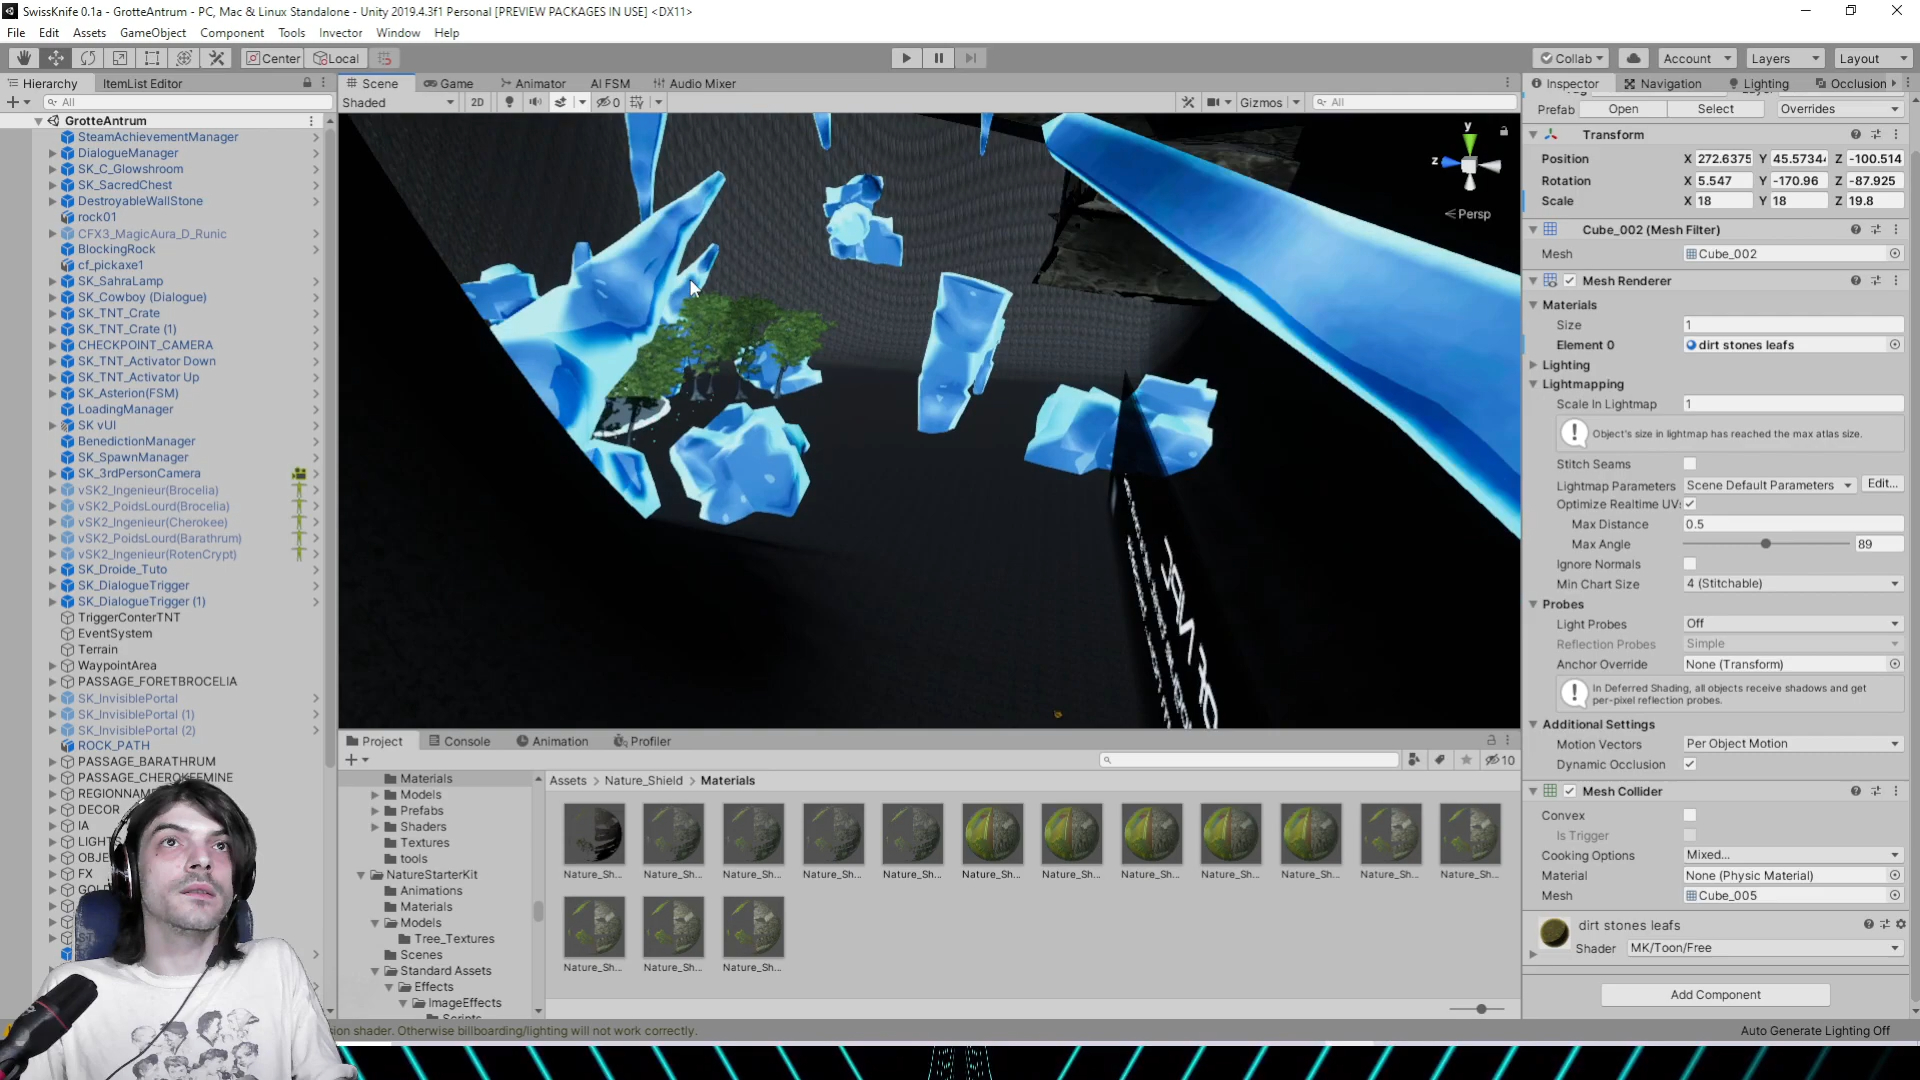 SwissKnife 0.1a - GrotteAntrum - PC, Mac & Linux Standalone - Unity 2019.4.3f1 Personal [PREVIEW PACKAGES IN USE] <DX11>
File Edit Assets GameObject Component Tools Invector Window Help
Center Local Collab Account Layers Layout
Hierarchy ItemList Editor
All
GrotteAntrum
SteamAchievementManager
DialogueManager
SK_C_Glowshroom
SK_SacredChest
DestroyableWallStone
rock01
CFX3_MagicAura_D_Runic
BlockingRock
cf_pickaxe1
SK_SahraLamp
SK_Cowboy (Dialogue)
SK_TNT_Crate
SK_TNT_Crate (1)
CHECKPOINT_CAMERA
SK_TNT_Activator Down
SK_TNT_Activator Up
SK_Asterion(FSM)
LoadingManager
SK vUI
BenedictionManager
SK_SpawnManager
SK_3rdPersonCamera
vSK2_Ingenieur(Brocelia)
vSK2_PoidsLourd(Brocelia)
vSK2_Ingenieur(Cherokee)
vSK2_PoidsLourd(Barathrum)
vSK2_Ingenieur(RotenCrypt)
SK_Droide_Tuto
SK_DialogueTrigger
SK_DialogueTrigger (1)
TriggerConterTNT
EventSystem
Terrain
WaypointArea
PASSAGE_FORETBROCELIA
SK_InvisiblePortal
SK_InvisiblePortal (1)
SK_InvisiblePortal (2)
ROCK_PATH
PASSAGE_BARATHRUM
PASSAGE_CHEROKEEMINE
REGIONNAM
DECOR
IA
LIGHTS
OBJE
FX
GOL
Scene Game Animator AI FSM Audio Mixer
Shaded 2D 0 Gizmos All
y
z
Persp
Project Console Animation Profiler
10
Materials
Models
Prefabs
Shaders
Textures
tools
NatureStarterKit
Animations
Materials
Models
Tree_Textures
Scenes
Standard Assets
Effects
ImageEffects
Assets > Nature_Shield > Materials
Nature_Sh... Nature_Sh... Nature_Sh... Nature_Sh... Nature_Sh... Nature_Sh... Nature_Sh... Nature_Sh... Nature_Sh... Nature_Sh... Nature_Sh... Nature_Sh...
Nature_Sh... Nature_Sh... Nature_Sh...
Inspector Navigation Lighting Occlusion
Prefab Open Select Overrides
Transform
Position X 272.6375 Y 45.5734 Z -100.514
Rotation X 5.547 Y -170.96 Z -87.925
Scale X 18 Y 18 Z 19.8
Cube_002 (Mesh Filter)
Mesh Cube_002
Mesh Renderer
Materials
Size 1
Element 0 dirt stones leafs
Lighting
Lightmapping
Scale In Lightmap 1
Object's size in lightmap has reached the max atlas size.
Stitch Seams
Lightmap Parameters Scene Default Parameters Edit...
Optimize Realtime UVs
Max Distance 0.5
Max Angle 89
Ignore Normals
Min Chart Size 4 (Stitchable)
Probes
Light Probes Off
Reflection Probes Simple
Anchor Override None (Transform)
In Deferred Shading, all objects receive shadows and get
per-pixel reflection probes.
Additional Settings
Motion Vectors Per Object Motion
Dynamic Occlusion
Mesh Collider
Convex
Is Trigger
Cooking Options Mixed...
Material None (Physic Material)
Mesh Cube_005
dirt stones leafs
Shader MK/Toon/Free
Add Component
shader. Otherwise billboarding/lighting will not work correctly.
Auto Generate Lighting Off